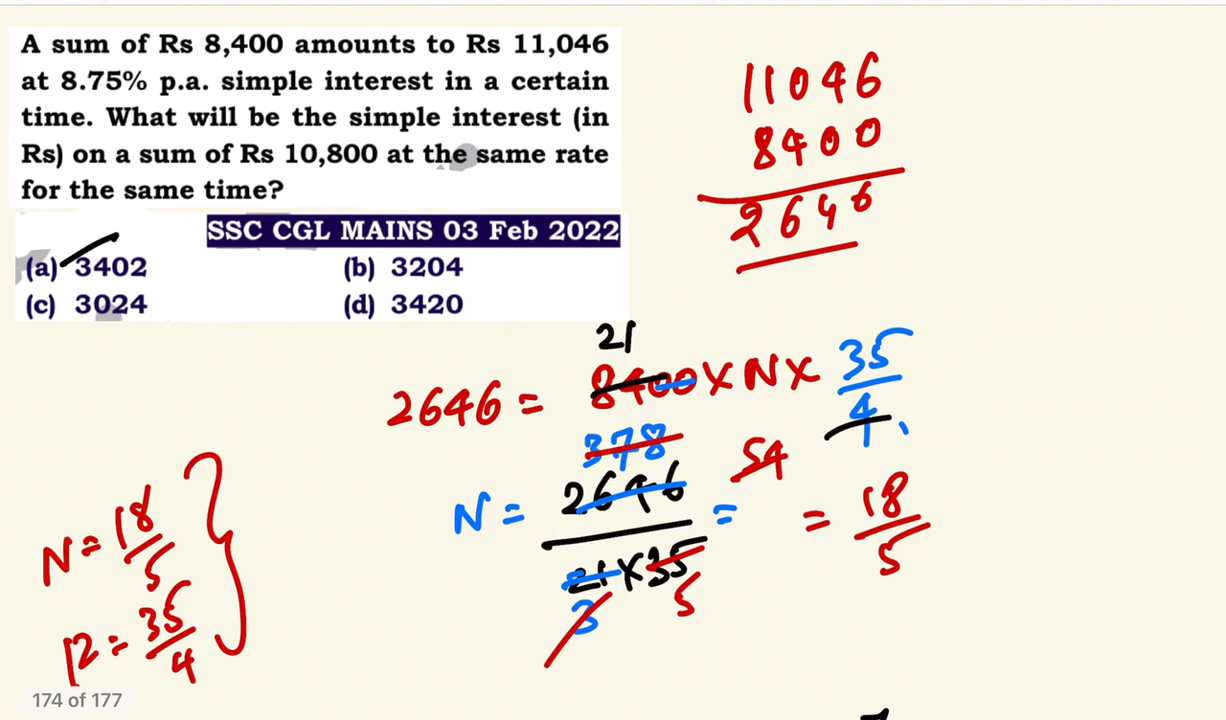 A sum of Rs 8,400 amounts to Rs 11,046
at 8.75% p.a. simple interest in a certain
time. What will be the simple interest (in
Rs) on a sum of Rs 10,800 at the same rate
for the same time?
SSC CGL MAINS 03 Feb 2022
(a) 3402 (b) 3204
(c) 3024 (d) 3420
11046
8400
2646
21
2646 = 8400 X N X 35/4
378
N = 2646 / 21 X 35 = 54 = 18/5
3 5
N = 18/5
R = 35/4
174 of 177